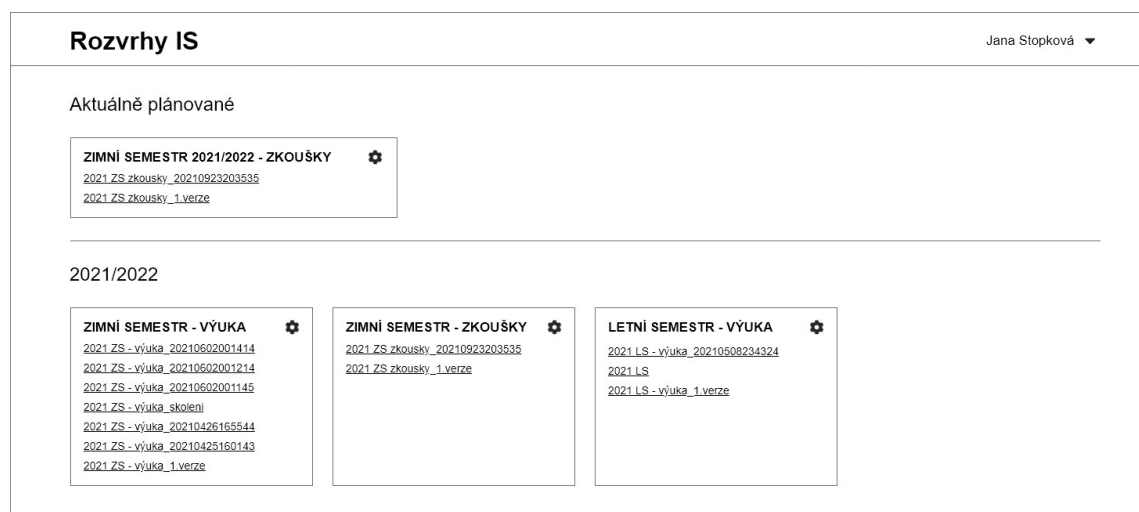 Rozvrhy IS
Jana Stopková
Aktuálně plánované
ZIMNÍ SEMESTR 2021/2022 - ZKOUŠKY
2021 ZS zkousky_20210923203535
2021 ZS zkousky_1.verze
2021/2022
ZIMNÍ SEMESTR - VÝUKA
2021 ZS - výuka_20210602001414
2021 ZS - výuka_20210602001214
2021 ZS - výuka_20210602001145
2021 ZS - výuka_skoleni
2021 ZS - výuka_20210426165544
2021 ZS - výuka_20210425160143
2021 ZS - výuka_1.verze
ZIMNÍ SEMESTR - ZKOUŠKY
2021 ZS zkousky_20210923203535
2021 ZS zkousky_1.verze
LETNÍ SEMESTR - VÝUKA
2021 LS - výuka_20210508234324
2021 LS
2021 LS - výuka_1.verze